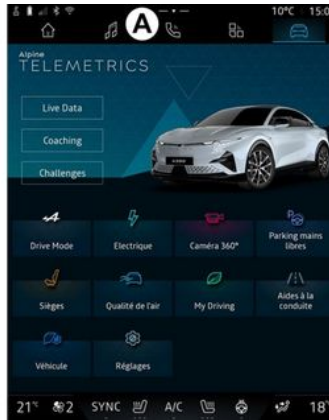 10°C 15:0
A
Alpine
TELEMETRICS
Live Data
Coaching
Challenges
Drive Mode
Electrique
Caméra 360°
Parking mains
libres
Sièges
Qualité de l'air
My Driving
Aides à la
conduite
Véhicule
Réglages
21°C 2 SYNC A/C 18°